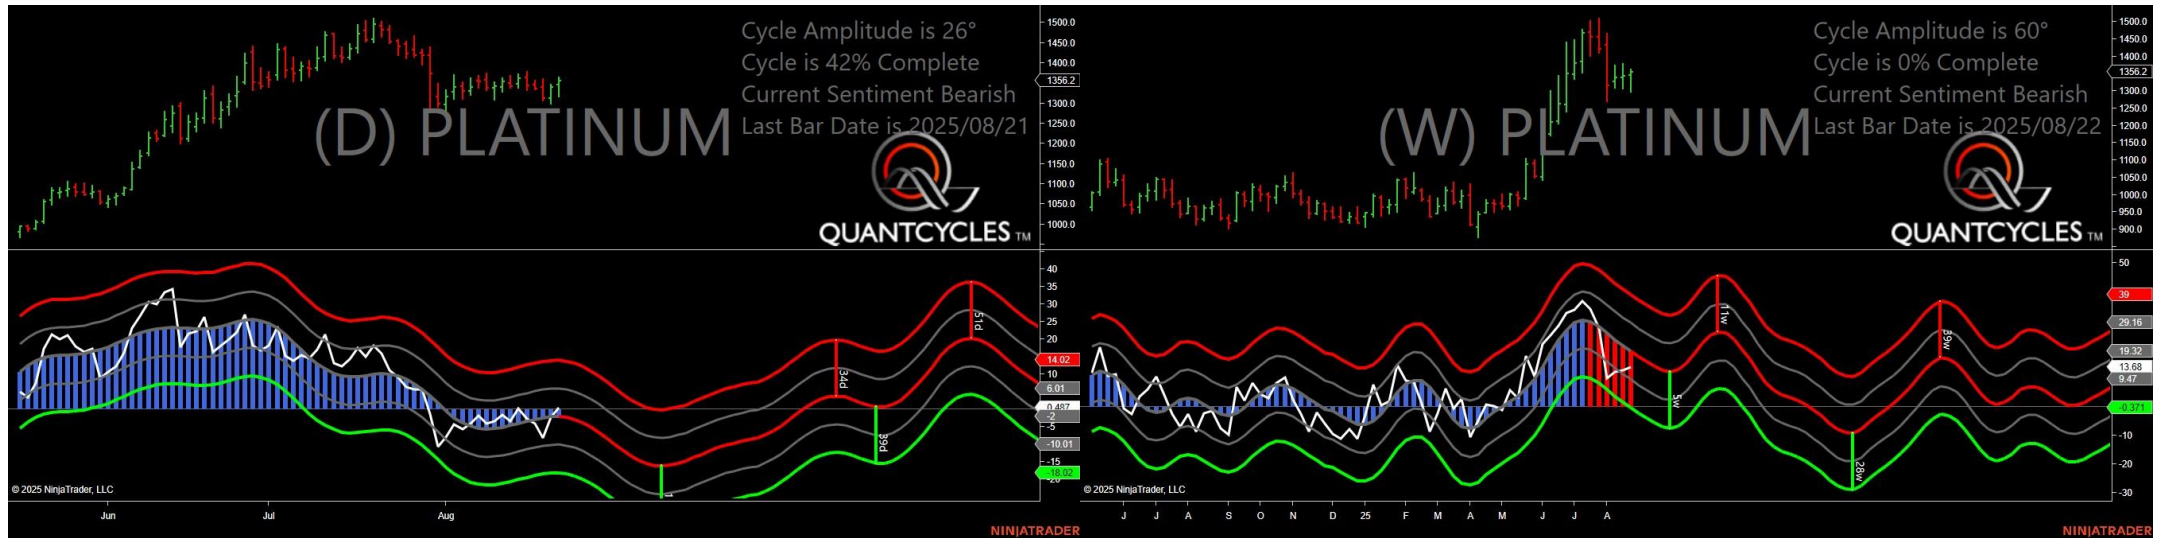 Cycle Amplitude is 26°
Cycle is 42% Complete
Current Sentiment Bearish
Last Bar Date is 2025/08/21
(D) PLATINUM
QUANTCYCLES TM
1500.0
1450.0
1400.0
1356.2
1300.0
1250.0
1200.0
1150.0
1100.0
1050.0
1000.0
40
35
30
25
20
14.02
10
6.01
0.487
-2
-5
-10.01
-15
-18.02
34d
39d
51d
© 2025 NinjaTrader, LLC
Jun
Jul
Aug
NINJATRADER
Cycle Amplitude is 60°
Cycle is 0% Complete
Current Sentiment Bearish
Last Bar Date is 2025/08/22
(W) PLATINUM
QUANTCYCLES TM
1500.0
1450.0
1400.0
1356.2
1300.0
1250.0
1200.0
1150.0
1100.0
1050.0
1000.0
950.0
900.0
50
39
29.16
19.32
13.68
9.47
-0.371
-10
-20
-30
5w
11w
28w
39w
© 2025 NinjaTrader, LLC
J
J
A
S
O
N
D
25
F
M
A
M
J
J
A
NINJATRADER